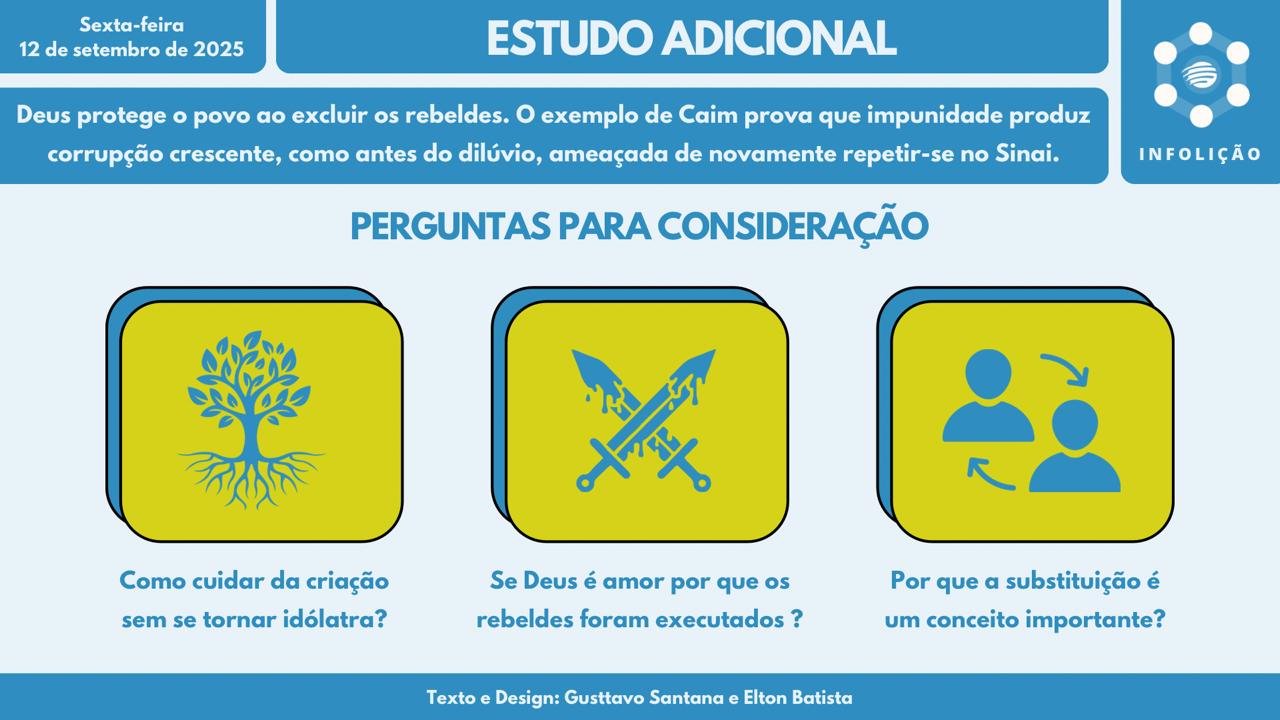 Sexta-feira
12 de setembro de 2025
ESTUDO ADICIONAL
Deus protege o povo ao excluir os rebeldes. O exemplo de Caim prova que impunidade produz
corrupção crescente, como antes do dilúvio, ameaçada de novamente repetir-se no Sinai.
INFOLIÇÃO
PERGUNTAS PARA CONSIDERAÇÃO
Como cuidar da criação
sem se tornar idólatra?
Se Deus é amor por que os
rebeldes foram executados ?
Por que a substituição é
um conceito importante?
Texto e Design: Gusttavo Santana e Elton Batista